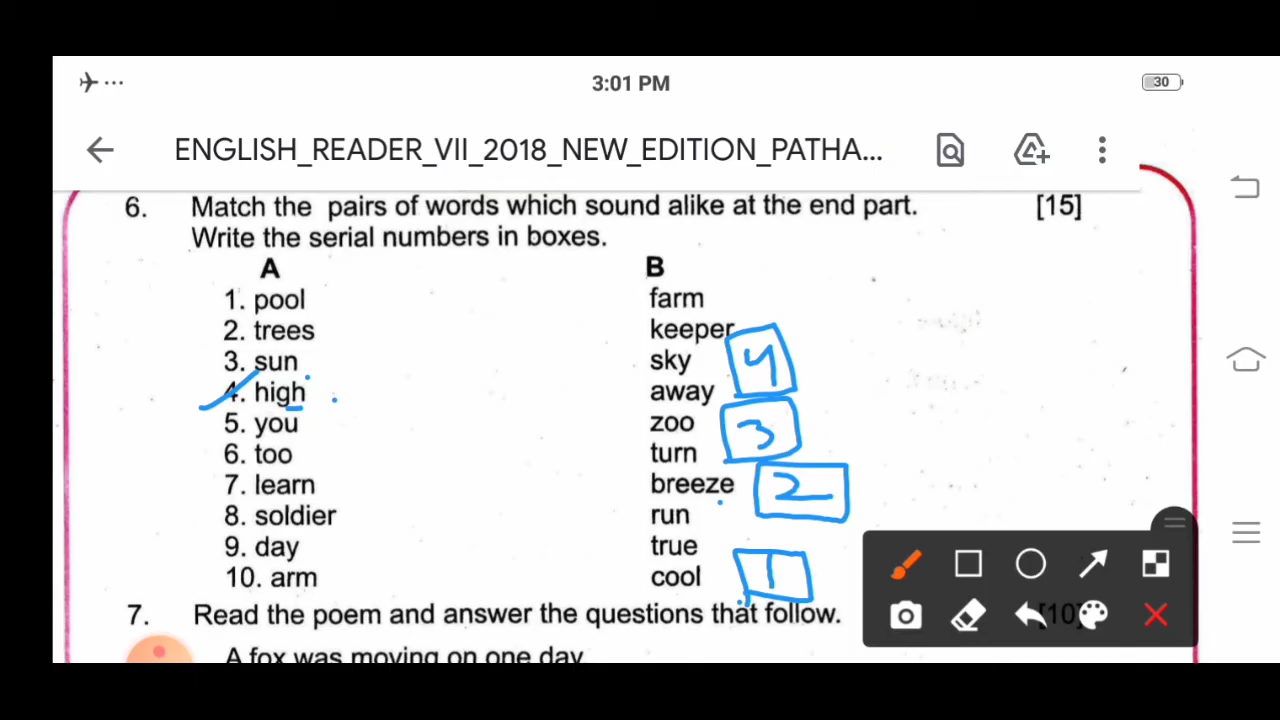 3:01 PM
30
ENGLISH_READER_VII_2018_NEW_EDITION_PATHA...
6. Match the pairs of words which sound alike at the end part. [15]
Write the serial numbers in boxes.
A B
1. pool farm
2. trees keeper
3. sun sky 4
4. high away
5. you zoo 3
6. too turn
7. learn breeze 2
8. soldier run
9. day true
10. arm cool 1
7. Read the poem and answer the questions that follow. [10]
A fox was moving on one day